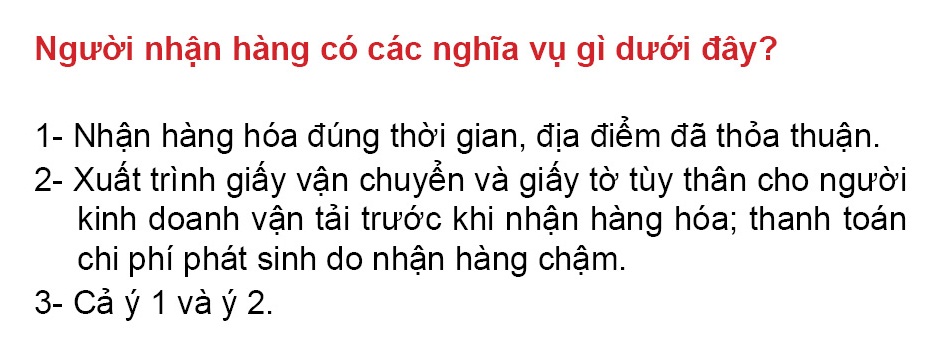 Người nhận hàng có các nghĩa vụ gì dưới đây?
1- Nhận hàng hóa đúng thời gian, địa điểm đã thỏa thuận.
2- Xuất trình giấy vận chuyển và giấy tờ tùy thân cho người
kinh doanh vận tải trước khi nhận hàng hóa; thanh toán
chi phí phát sinh do nhận hàng chậm.
3- Cả ý 1 và ý 2.